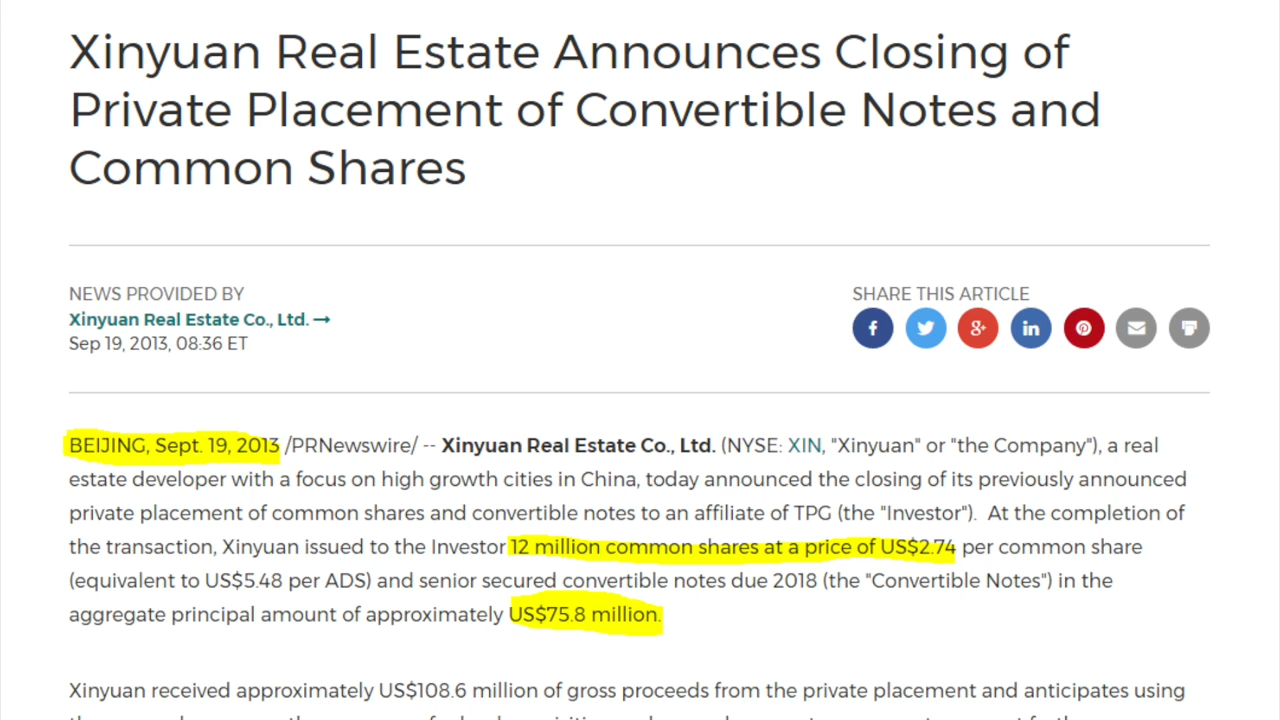 Xinyuan Real Estate Announces Closing of
Private Placement of Convertible Notes and
Common Shares
NEWS PROVIDED BY
Xinyuan Real Estate Co., Ltd. →
Sep 19, 2013, 08:36 ET
SHARE THIS ARTICLE
BEIJING, Sept. 19, 2013 /PRNewswire/ -- Xinyuan Real Estate Co., Ltd. (NYSE: XIN, "Xinyuan" or "the Company"), a real
estate developer with a focus on high growth cities in China, today announced the closing of its previously announced
private placement of common shares and convertible notes to an affiliate of TPG (the "Investor"). At the completion of
the transaction, Xinyuan issued to the Investor 12 million common shares at a price of US$2.74 per common share
(equivalent to US$5.48 per ADS) and senior secured convertible notes due 2018 (the "Convertible Notes") in the
aggregate principal amount of approximately US$75.8 million.
Xinyuan received approximately US$108.6 million of gross proceeds from the private placement and anticipates using